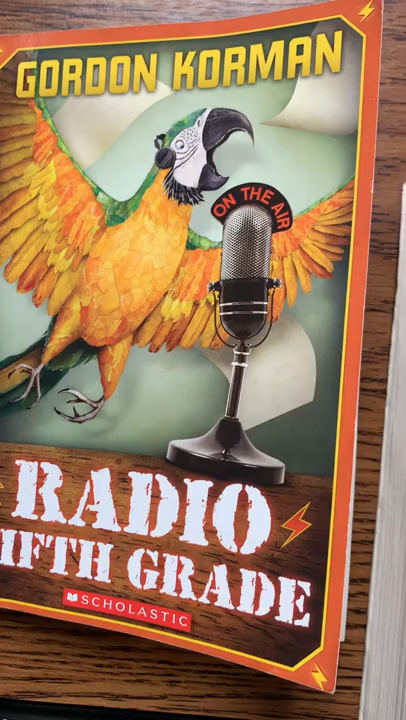 GORDON KORMAN
ON THE AIR
RADIO
IFTH GRADE
SCHOLASTIC